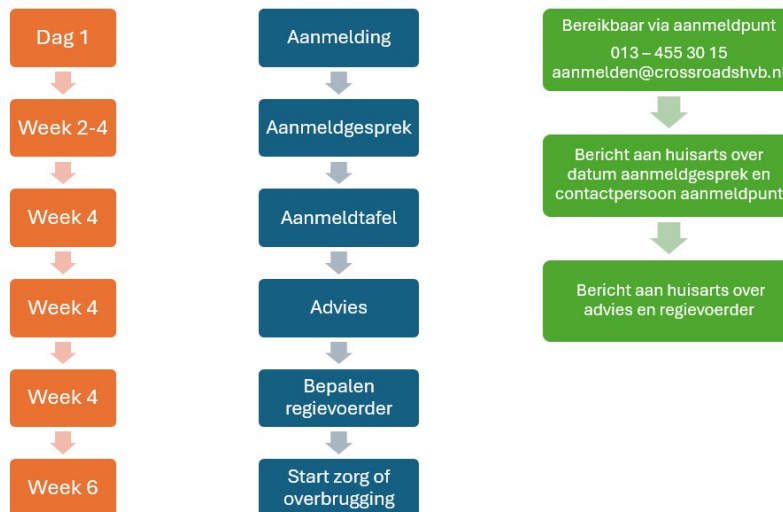 Dag 1
Week 2-4
Week 4
Week 4
Week 4
Week 6
Aanmelding
Aanmeldgesprek
Aanmeldtafel
Advies
Bepalen
regievoerder
Start zorg of
overbrugging
Bereikbaar via aanmeldpunt
013 – 455 30 15
aanmelden@crossroadshvb.n
Bericht aan huisarts over
datum aanmeldgesprek en
contactpersoon aanmeldpunt
Bericht aan huisarts over
advies en regievoerder